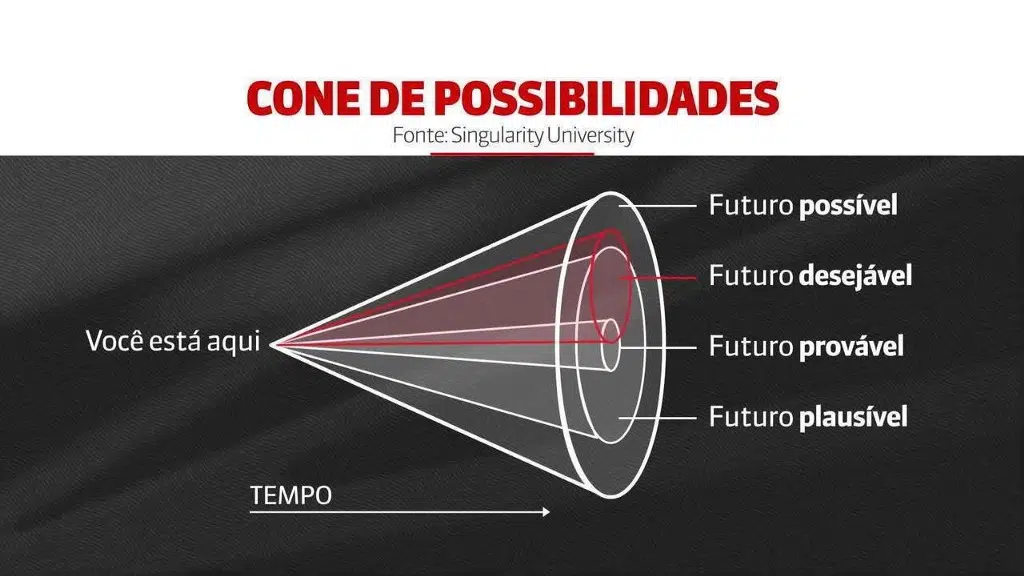 CONE DE POSSIBILIDADES
Fonte: Singularity University
Futuro possível
Futuro desejável
Você está aqui
Futuro provável
Futuro plausível
TEMPO